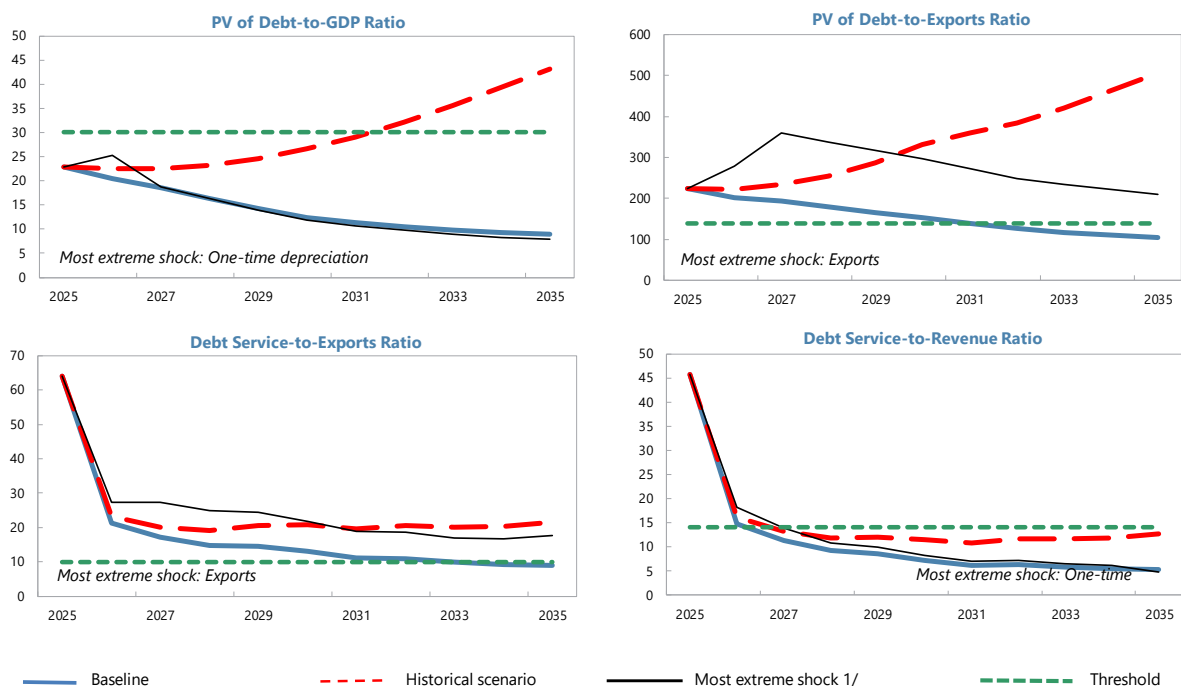 PV of Debt-to-GDP Ratio
50
45
40
35
30
25
20
15
10
5
0
Most extreme shock: One-time depreciation
2025 2027 2029 2031 2033 2035
PV of Debt-to-Exports Ratio
600
500
400
300
200
100
0
Most extreme shock: Exports
2025 2027 2029 2031 2033 2035
Debt Service-to-Exports Ratio
70
60
50
40
30
20
10
0
Most extreme shock: Exports
2025 2027 2029 2031 2033 2035
Debt Service-to-Revenue Ratio
50
45
40
35
30
25
20
15
10
5
0
Most extreme shock: One-time
2025 2027 2029 2031 2033 2035
Baseline Historical scenario Most extreme shock 1/ Threshold